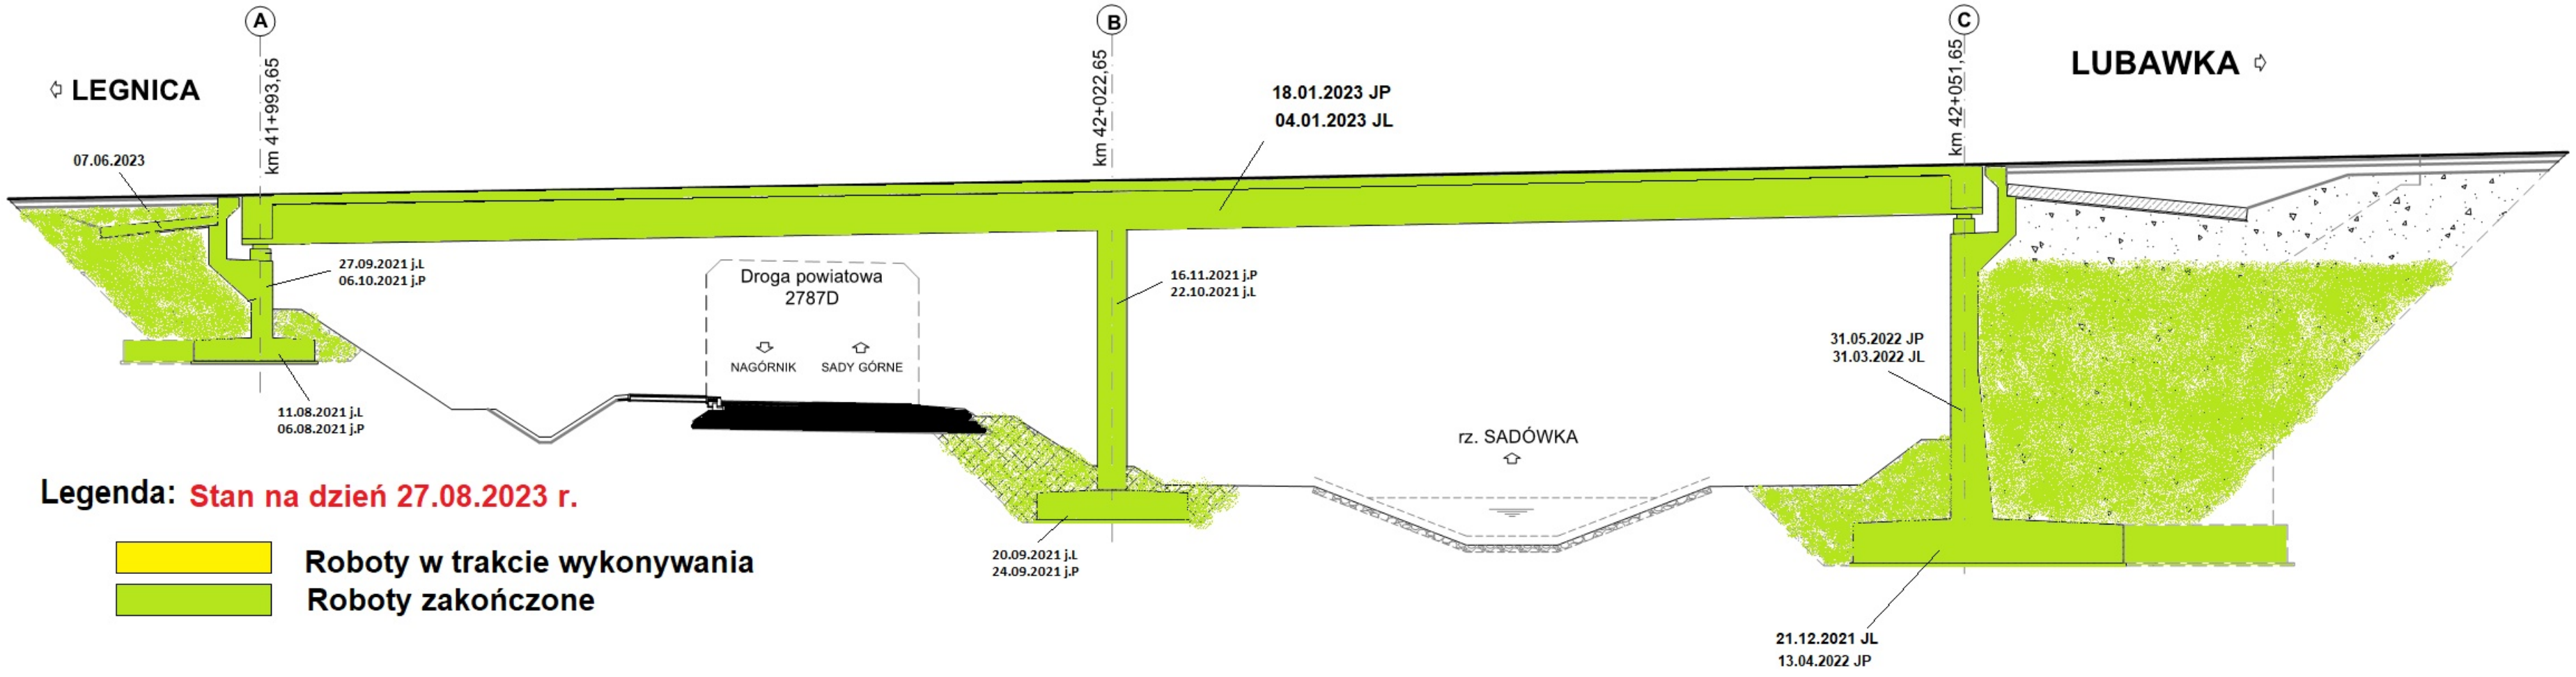 A
B
C
LEGNICA
km 41+993,65
km 42+022,65
km 42+051,65
LUBAWKA
18.01.2023 JP
04.01.2023 JL
07.06.2023
27.09.2021 j.L
06.10.2021 j.P
Droga powiatowa
2787D
NAGÓRNIK SADY GÓRNE
16.11.2021 j.P
22.10.2021 j.L
31.05.2022 JP
31.03.2022 JL
11.08.2021 j.L
06.08.2021 j.P
rz. SADÓWKA
Legenda: Stan na dzień 27.08.2023 r.
Roboty w trakcie wykonywania
Roboty zakończone
20.09.2021 j.L
24.09.2021 j.P
21.12.2021 JL
13.04.2022 JP